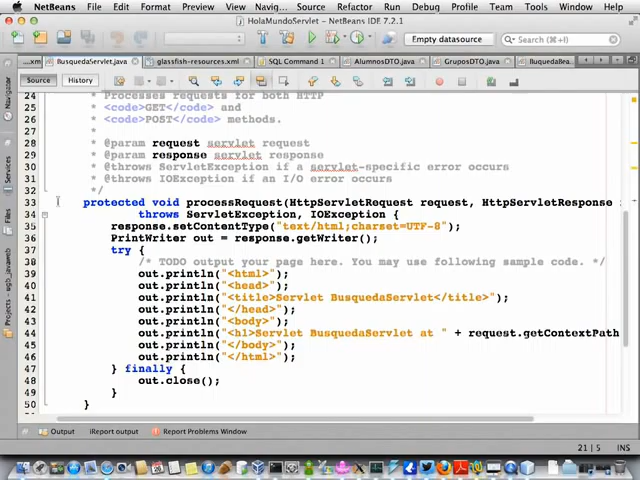 NetBeans File Edit View Navigate Source Refactor Run Debug Profile Team Tools Window Help
HolaMundoServlet - NetBeans IDE 7.2.1
Empty datasource Search (⌘+I)
...xml BusquedaServlet.java glassfish-resources.xml SQL Command 1 AlumnosDTO.java GruposDTO.java
Source History
Navigator
Services
Files
Projects - wgb_javaweb
24 * Processes requests for both HTTP
25 * <code>GET</code> and
26 * <code>POST</code> methods.
27 *
28 * @param request servlet request
29 * @param response servlet response
30 * @throws ServletException if a servlet-specific error occurs
31 * @throws IOException if an I/O error occurs
32 */
33 protected void processRequest(HttpServletRequest request, HttpServletResponse
34 throws ServletException, IOException {
35 response.setContentType("text/html;charset=UTF-8");
36 PrintWriter out = response.getWriter();
37 try {
38 /* TODO output your page here. You may use following sample code. */
39 out.println("<html>");
40 out.println("<head>");
41 out.println("<title>Servlet BusquedaServlet</title>");
42 out.println("</head>");
43 out.println("<body>");
44 out.println("<h1>Servlet BusquedaServlet at " + request.getContextPath
45 out.println("</body>");
46 out.println("</html>");
47 } finally {
48 out.close();
49 }
50 }
Output iReport output Report Problems Window
21 | 5 INS